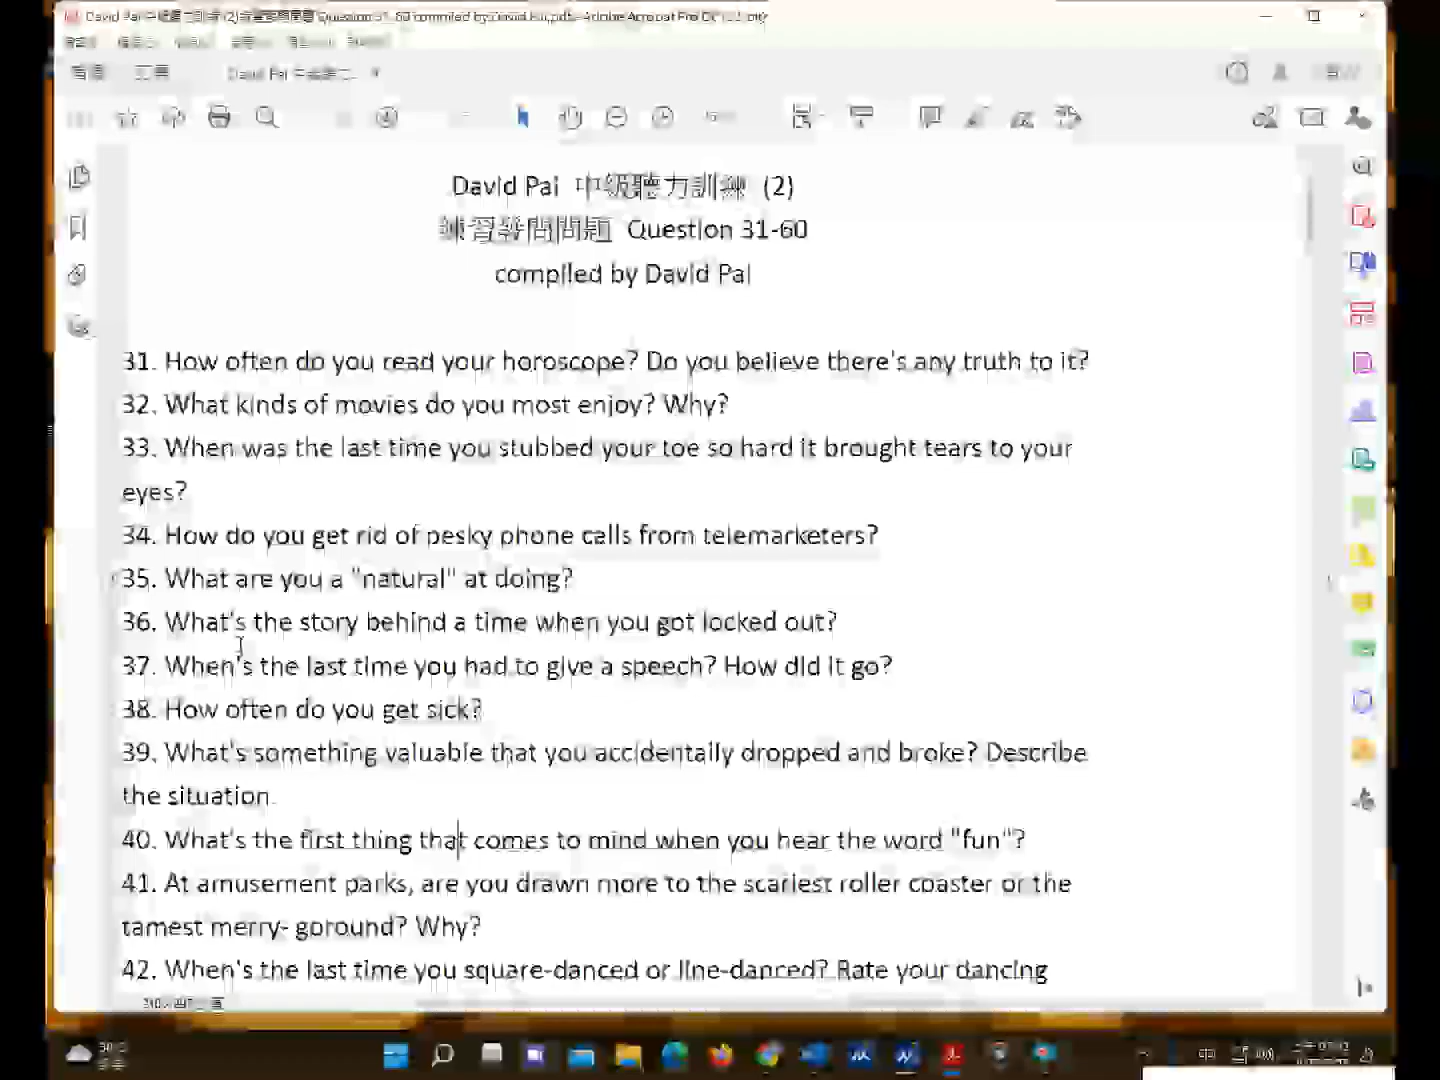 David Pai 中級聽力訓練 (2)
練習發問問題 Question 31-60
compiled by David Pai
31. How often do you read your horoscope? Do you believe there's any truth to it?
32. What kinds of movies do you most enjoy? Why?
33. When was the last time you stubbed your toe so hard it brought tears to your
eyes?
34. How do you get rid of pesky phone calls from telemarketers?
35. What are you a "natural" at doing?
36. What's the story behind a time when you got locked out?
37. When's the last time you had to give a speech? How did it go?
38. How often do you get sick?
39. What's something valuable that you accidentally dropped and broke? Describe
the situation.
40. What's the first thing that comes to mind when you hear the word "fun"?
41. At amusement parks, are you drawn more to the scariest roller coaster or the
tamest merry- goround? Why?
42. When's the last time you square-danced or line-danced? Rate your dancing